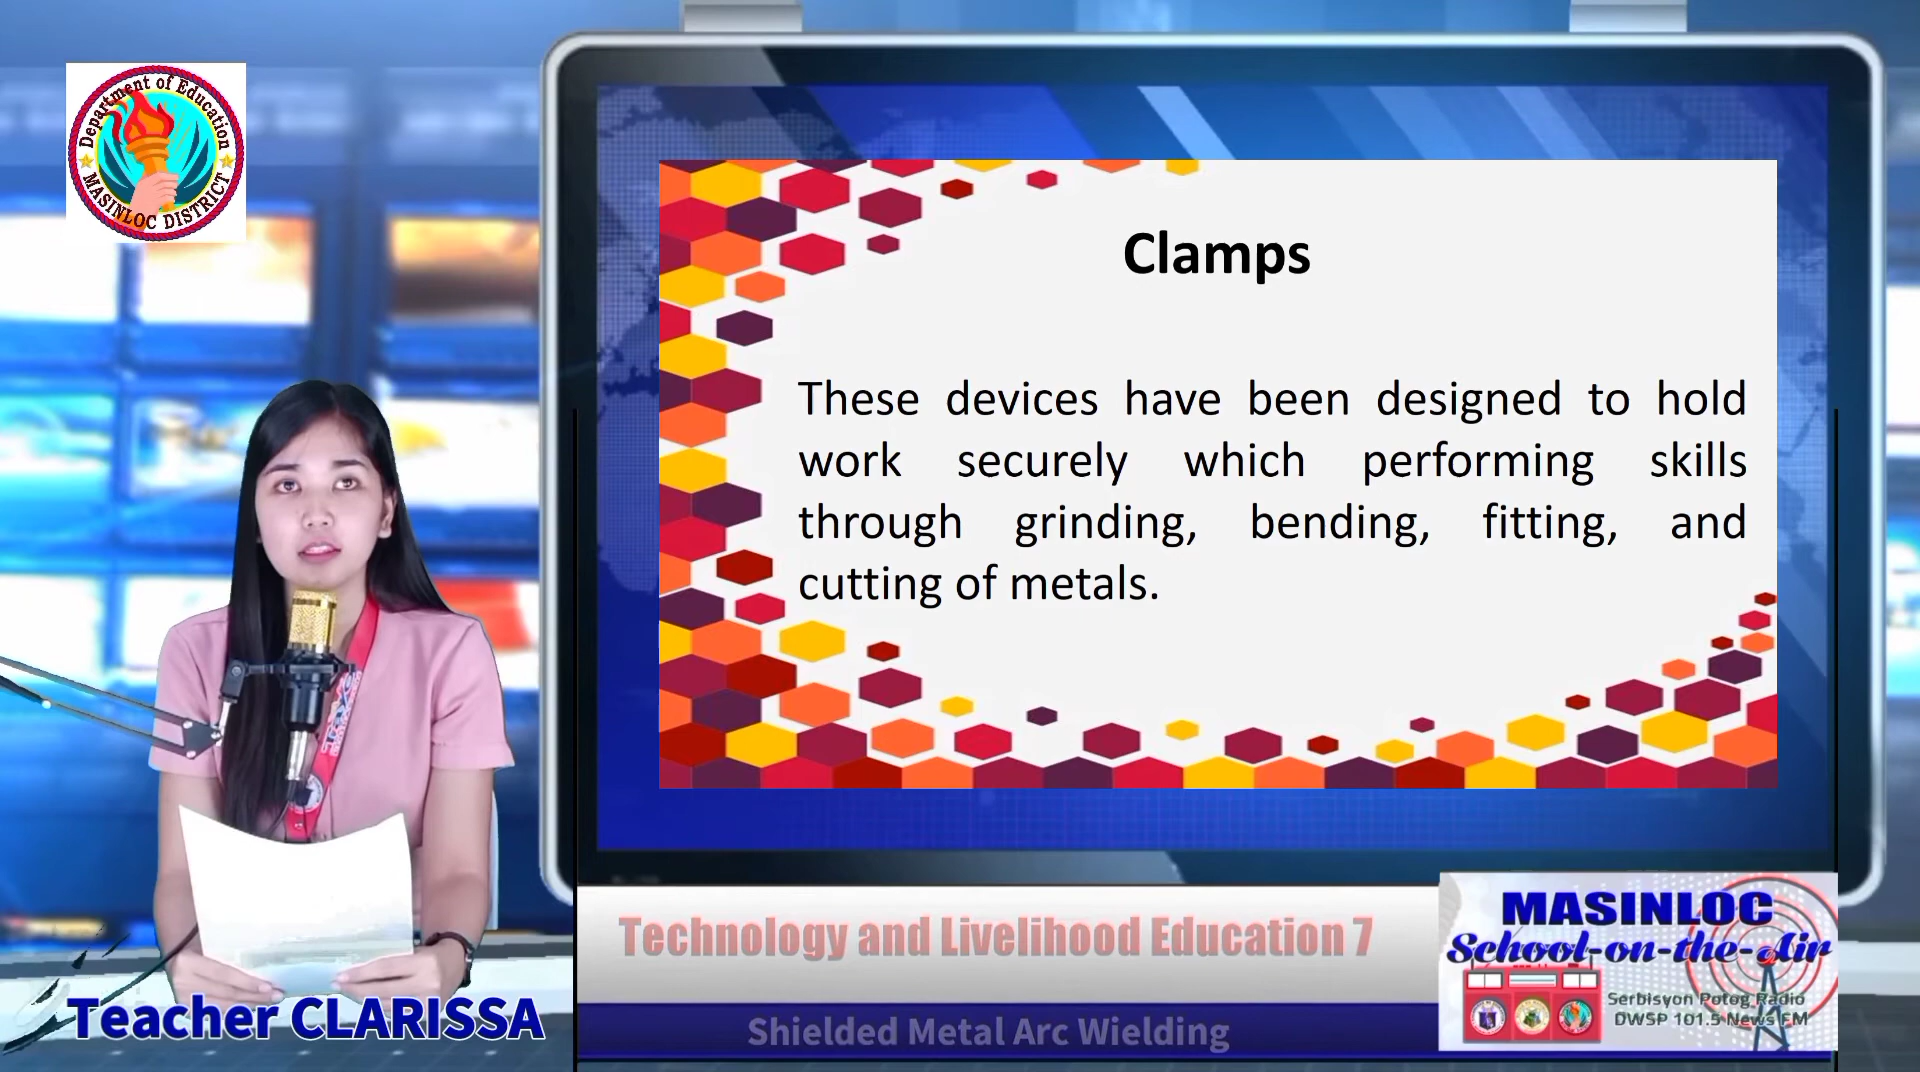 Department of Education
MASINLOC DISTRICT
Clamps
These devices have been designed to hold
work securely which performing skills
through grinding, bending, fitting, and
cutting of metals.
Technology and Livelihood Education 7
Shielded Metal Arc Wielding
Teacher CLARISSA
MASINLOC
School-on-the-Air
Serbisyon Potog Radio
DWSP 101.5 News FM